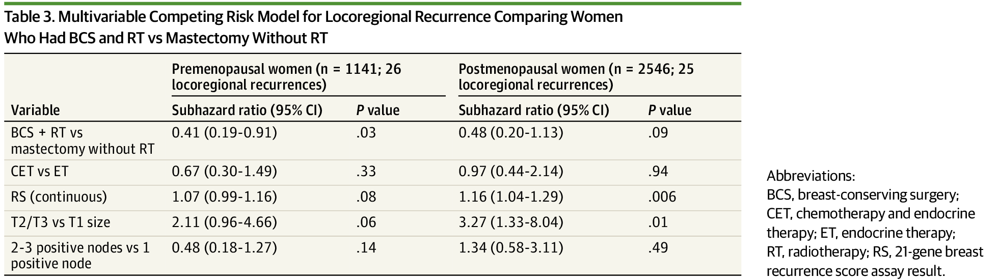 Table 3. Multivariable Competing Risk Model for Locoregional Recurrence Comparing Women
Who Had BCS and RT vs Mastectomy Without RT
Premenopausal women (n = 1141; 26
locoregional recurrences)
Postmenopausal women (n = 2546; 25
locoregional recurrences)
Variable Subhazard ratio (95% CI) P value Subhazard ratio (95% CI) P value
BCS + RT vs 0.41 (0.19-0.91) .03 0.48 (0.20-1.13) .09
mastectomy without RT
CET vs ET 0.67 (0.30-1.49) .33 0.97 (0.44-2.14) .94
RS (continuous) 1.07 (0.99-1.16) .08 1.16 (1.04-1.29) .006
T2/T3 vs T1 size 2.11 (0.96-4.66) .06 3.27 (1.33-8.04) .01
2-3 positive nodes vs 1 0.48 (0.18-1.27) .14 1.34 (0.58-3.11) .49
positive node
Abbreviations:
BCS, breast-conserving surgery;
CET, chemotherapy and endocrine
therapy; ET, endocrine therapy;
RT, radiotherapy; RS, 21-gene breast
recurrence score assay result.